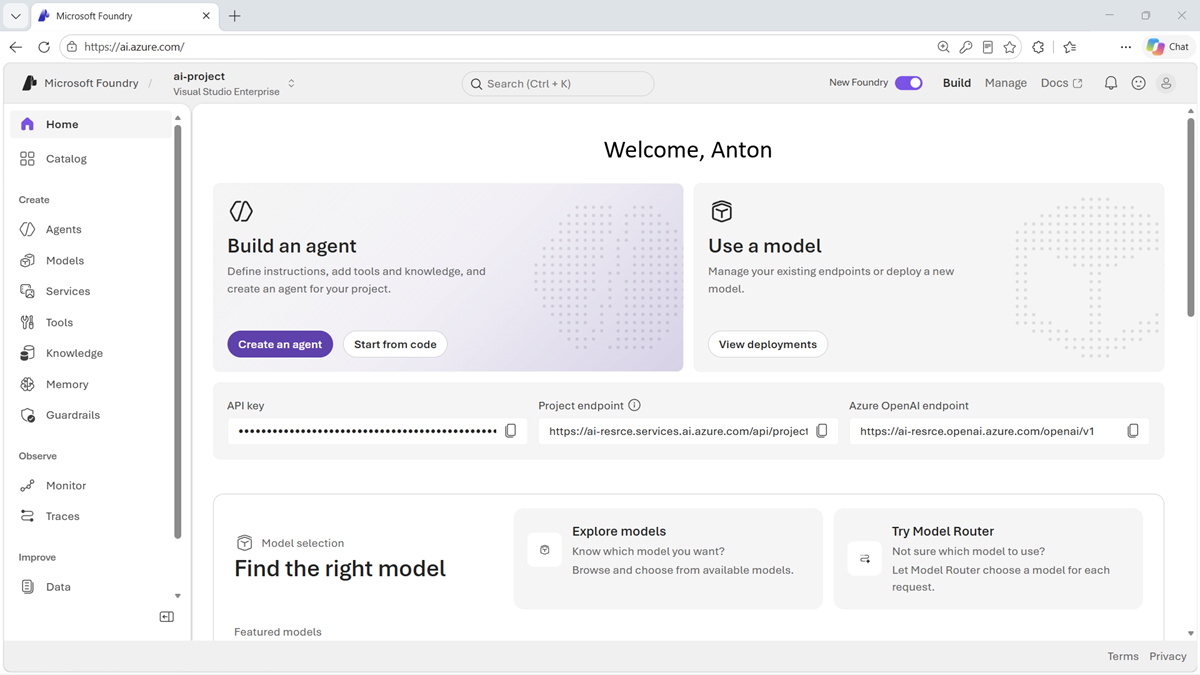 Microsoft Foundry
https://ai.azure.com/
Chat
Microsoft Foundry / ai-project
Visual Studio Enterprise
Search (Ctrl + K)
New Foundry
Build
Manage
Docs
Home
Catalog
Create
Agents
Models
Services
Tools
Knowledge
Memory
Guardrails
Observe
Monitor
Traces
Improve
Data
Welcome, Anton
Build an agent
Define instructions, add tools and knowledge, and
create an agent for your project.
Create an agent
Start from code
Use a model
Manage your existing endpoints or deploy a new
model.
View deployments
API key
••••••••••••••••••••••••••••••••••••••••••••
Project endpoint
https://ai-resrce.services.ai.azure.com/api/project
Azure OpenAI endpoint
https://ai-resrce.openai.azure.com/openai/v1
Model selection
Find the right model
Explore models
Know which model you want?
Browse and choose from available models.
Try Model Router
Not sure which model to use?
Let Model Router choose a model for each
request.
Featured models
Terms
Privacy